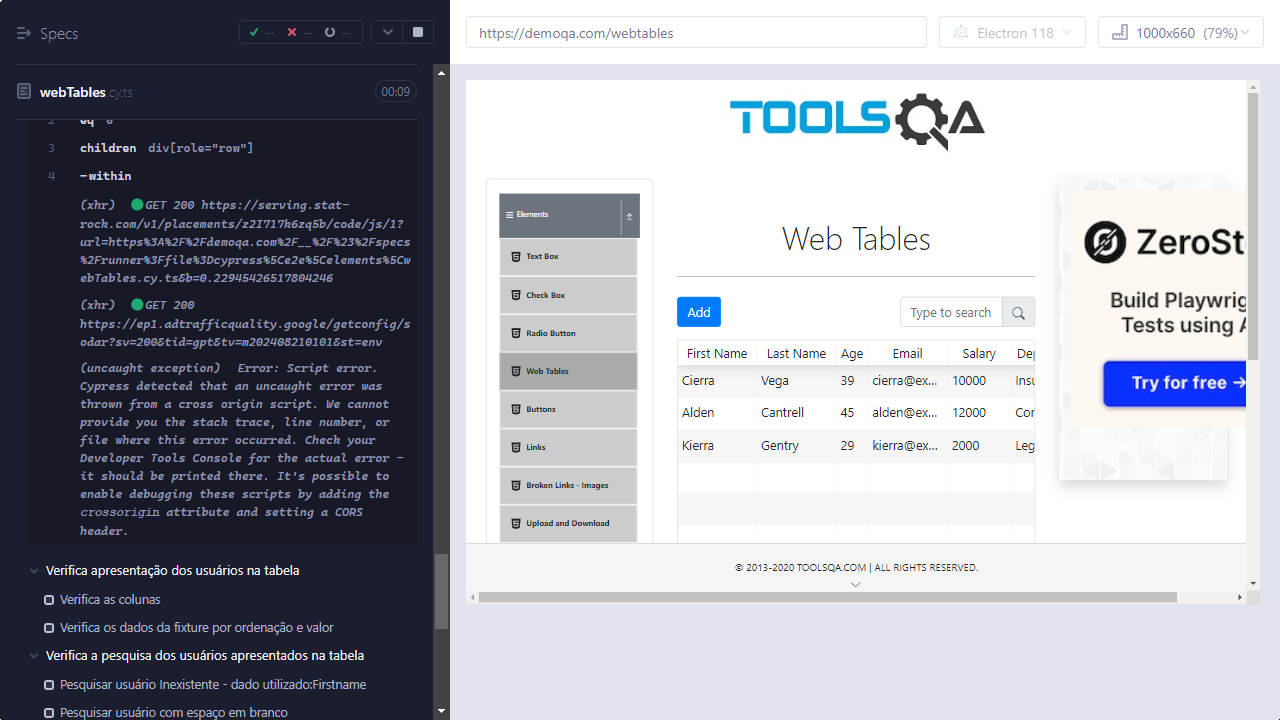 Specs
--
--
--
https://demoqa.com/webtables
Electron 118
1000x660 (79%)
webTables.cy.ts
00:09
2 eq 0
3 children div[role="row"]
4 -within
(xhr) GET 200 https://serving.stat-
rock.com/v1/placements/z2I717k6zq5b/code/js/1?
url=https%3A%2F%2Fdemoqa.com%2F__%2F%23%2Fspecs
%2Frunner%3Ffile%3Dcypress%5Ce2e%5Celements%5Cw
ebTables.cy.ts&b=0.22945426517804246
(xhr) GET 200
https://ep1.adtrafficquality.google/getconfig/s
odar?sv=200&tid=gpt&tv=m202408210101&st=env
(uncaught exception) Error: Script error.
Cypress detected that an uncaught error was
thrown from a cross origin script. We cannot
provide you the stack trace, line number, or
file where this error occurred. Check your
Developer Tools Console for the actual error -
it should be printed there. It's possible to
enable debugging these scripts by adding the
crossorigin attribute and setting a CORS
header.
Verifica apresentação dos usuários na tabela
Verifica as colunas
Verifica os dados da fixture por ordenação e valor
Verifica a pesquisa dos usuários apresentados na tabela
Pesquisar usuário Inexistente - dado utilizado:Firstname
Pesquisar usuário com espaço em branco
TOOLSQA
Elements
Text Box
Check Box
Radio Button
Web Tables
Buttons
Links
Broken Links - Images
Upload and Download
Web Tables
Add
Type to search
First Name Last Name Age Email Salary Dep
Cierra Vega 39 cierra@ex... 10000 Insu
Alden Cantrell 45 alden@ex... 12000 Con
Kierra Gentry 29 kierra@ex... 2000 Leg
ZeroSt
Build Playwrig
Tests using A
Try for free →
© 2013-2020 TOOLSQA.COM | ALL RIGHTS RESERVED.